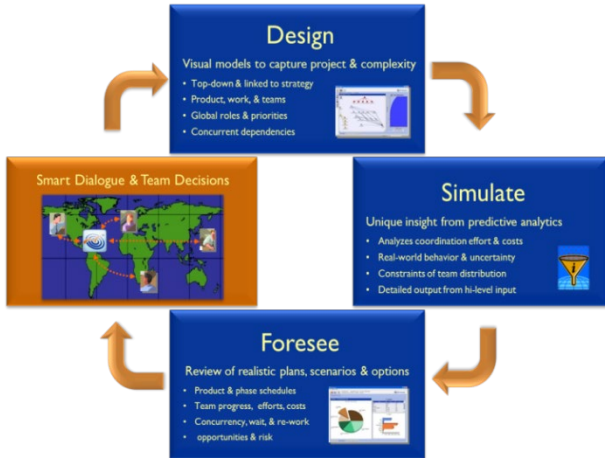 Design
Visual models to capture project & complexity
• Top-down & linked to strategy
• Product, work, & teams
• Global roles & priorities
• Concurrent dependencies
Smart Dialogue & Team Decisions
Simulate
Unique insight from predictive analytics
• Analyzes coordination effort & costs
• Real-world behavior & uncertainty
• Constraints of team distribution
• Detailed output from hi-level input
Foresee
Review of realistic plans, scenarios & options
• Product & phase schedules
• Team progress, efforts, costs
• Concurrency, wait, & re-work
• opportunities & risk